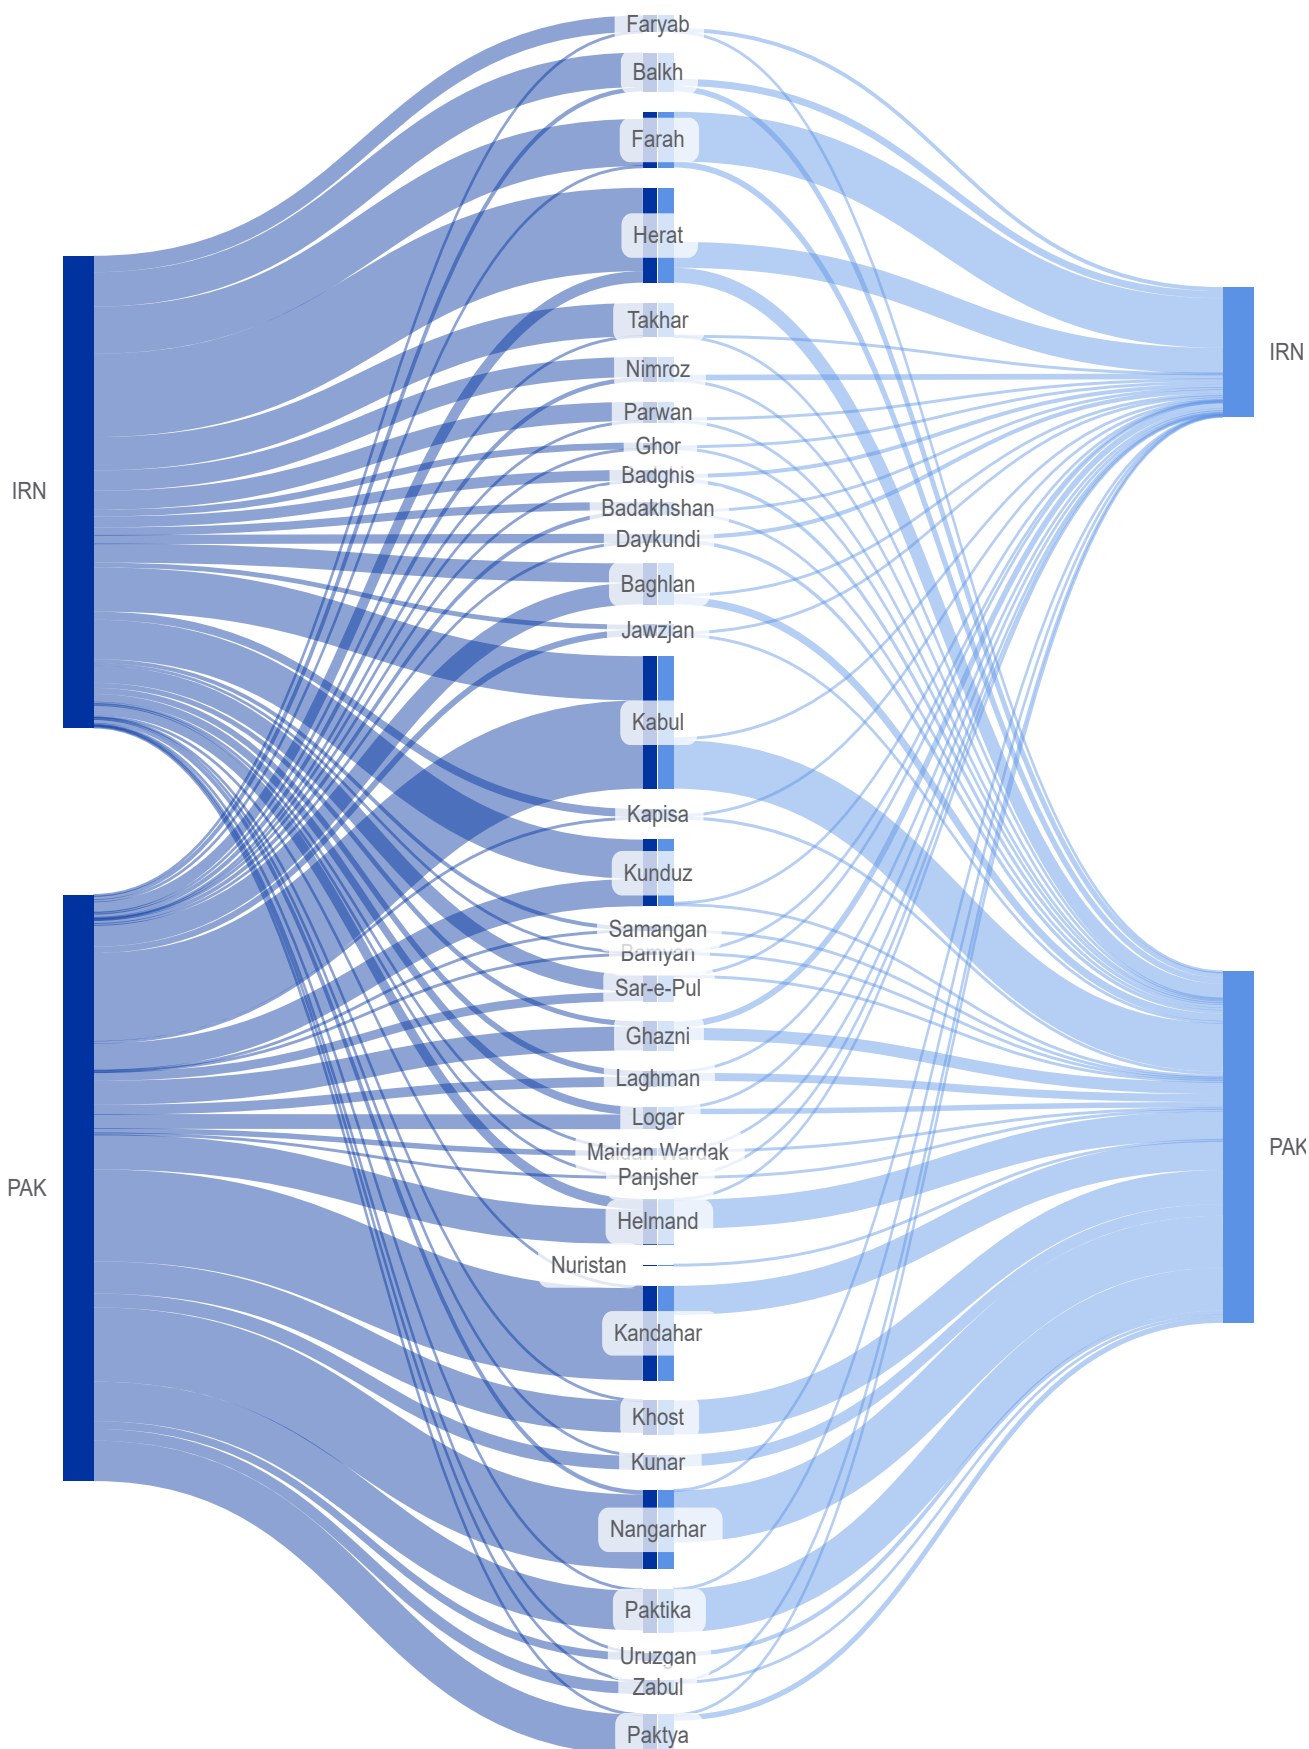 Faryab
Balkh
Farah
Herat
Takhar
Nimroz
Parwan
Ghor
Badghis
Badakhshan
Daykundi
Baghlan
Jawzjan
Kabul
Kapisa
Kunduz
Samangan
Bamyan
Sar-e-Pul
Ghazni
Laghman
Logar
Maidan Wardak
Panjsher
Helmand
Nuristan
Kandahar
Khost
Kunar
Nangarhar
Paktika
Uruzgan
Zabul
Paktya
IRN
PAK
IRN
PAK